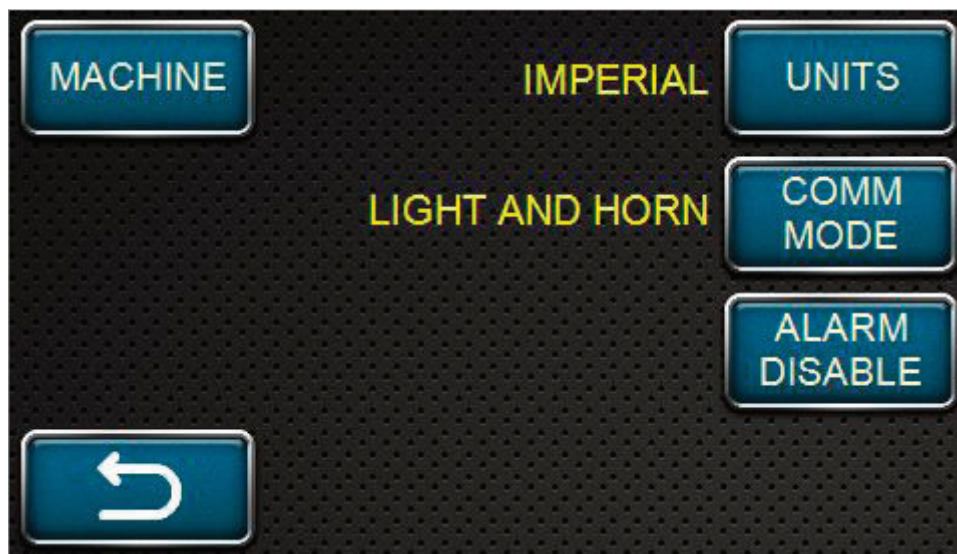 MACHINE
IMPERIAL
UNITS
LIGHT AND HORN
COMM
MODE
ALARM
DISABLE